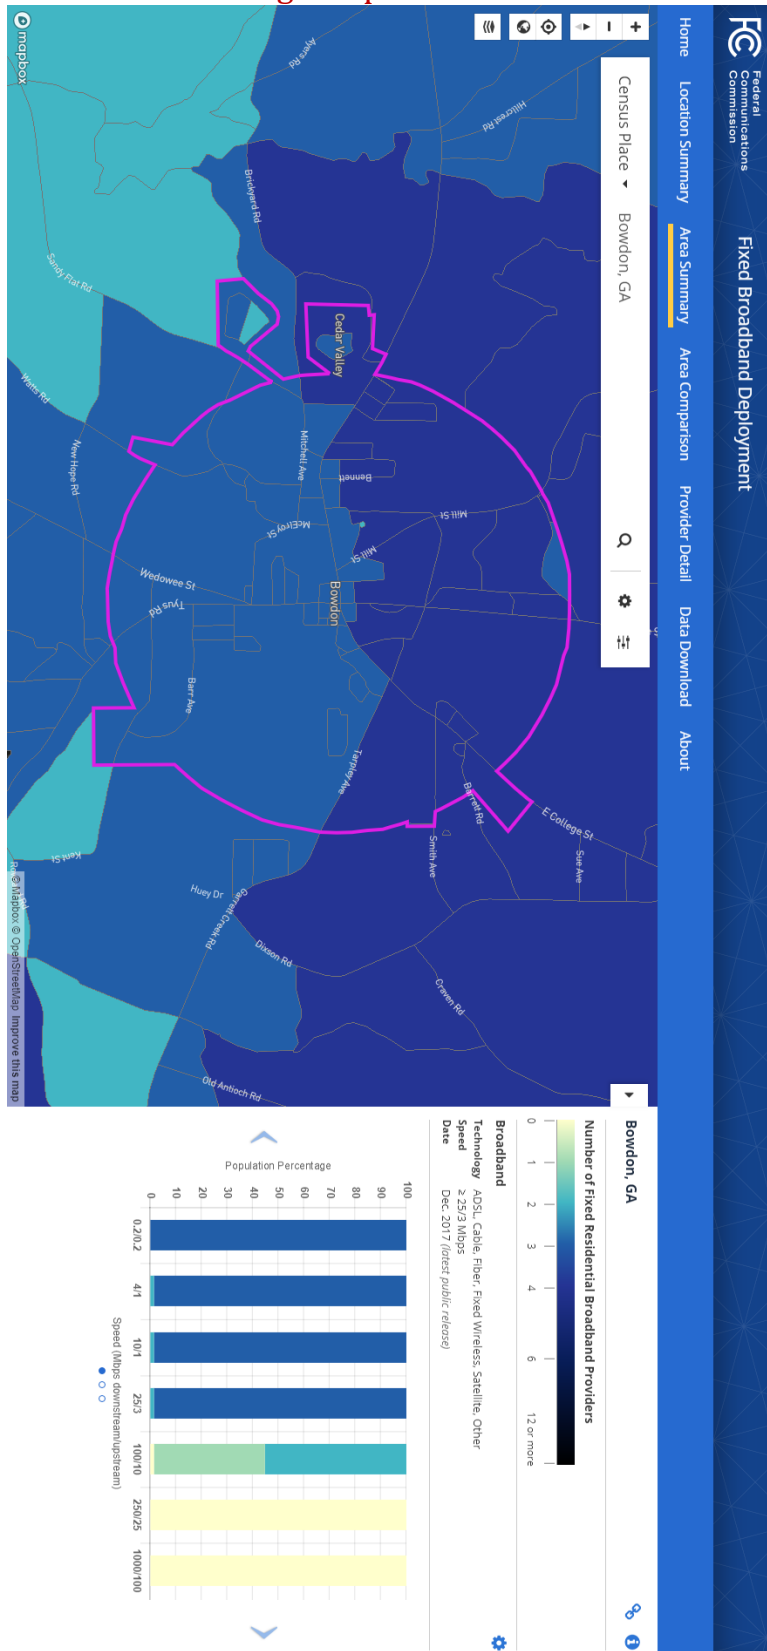 Federal
Communications
Commission
Fixed Broadband Deployment
Home Location Summary Area Summary Area Comparison Provider Detail Data Download About
Census Place Bowdon, GA
Ayers Rd
Hillcrest Rd
Brickyard Rd
Sandy Flat Rd
Watts Rd
New Hope Rd
Cedar Valley
Mitchell Ave
Bennett
McElroy St
Mill St
Mill St
Wedowee St
Tyus Rd
Bowdon
Barr Ave
Tarpley Ave
Barrett Rd
E College St
Smith Ave
Sue Ave
Kent St
Huey Dr
Garrett Creek Rd
Dixson Rd
Craven Rd
Old Antioch Rd
mapbox
© Mapbox © OpenStreetMap Improve this map
Bowdon, GA
Number of Fixed Residential Broadband Providers
0 1 2 3 4 6 12 or more
Broadband
Technology ADSL, Cable, Fiber, Fixed Wireless, Satellite, Other
Speed ≥ 25/3 Mbps
Date Dec. 2017 (latest public release)
Population Percentage
100
90
80
70
60
50
40
30
20
10
0
0.2/0.2 4/1 10/1 25/3 100/10 250/25 1000/100
Speed (Mbps downstream/upstream)